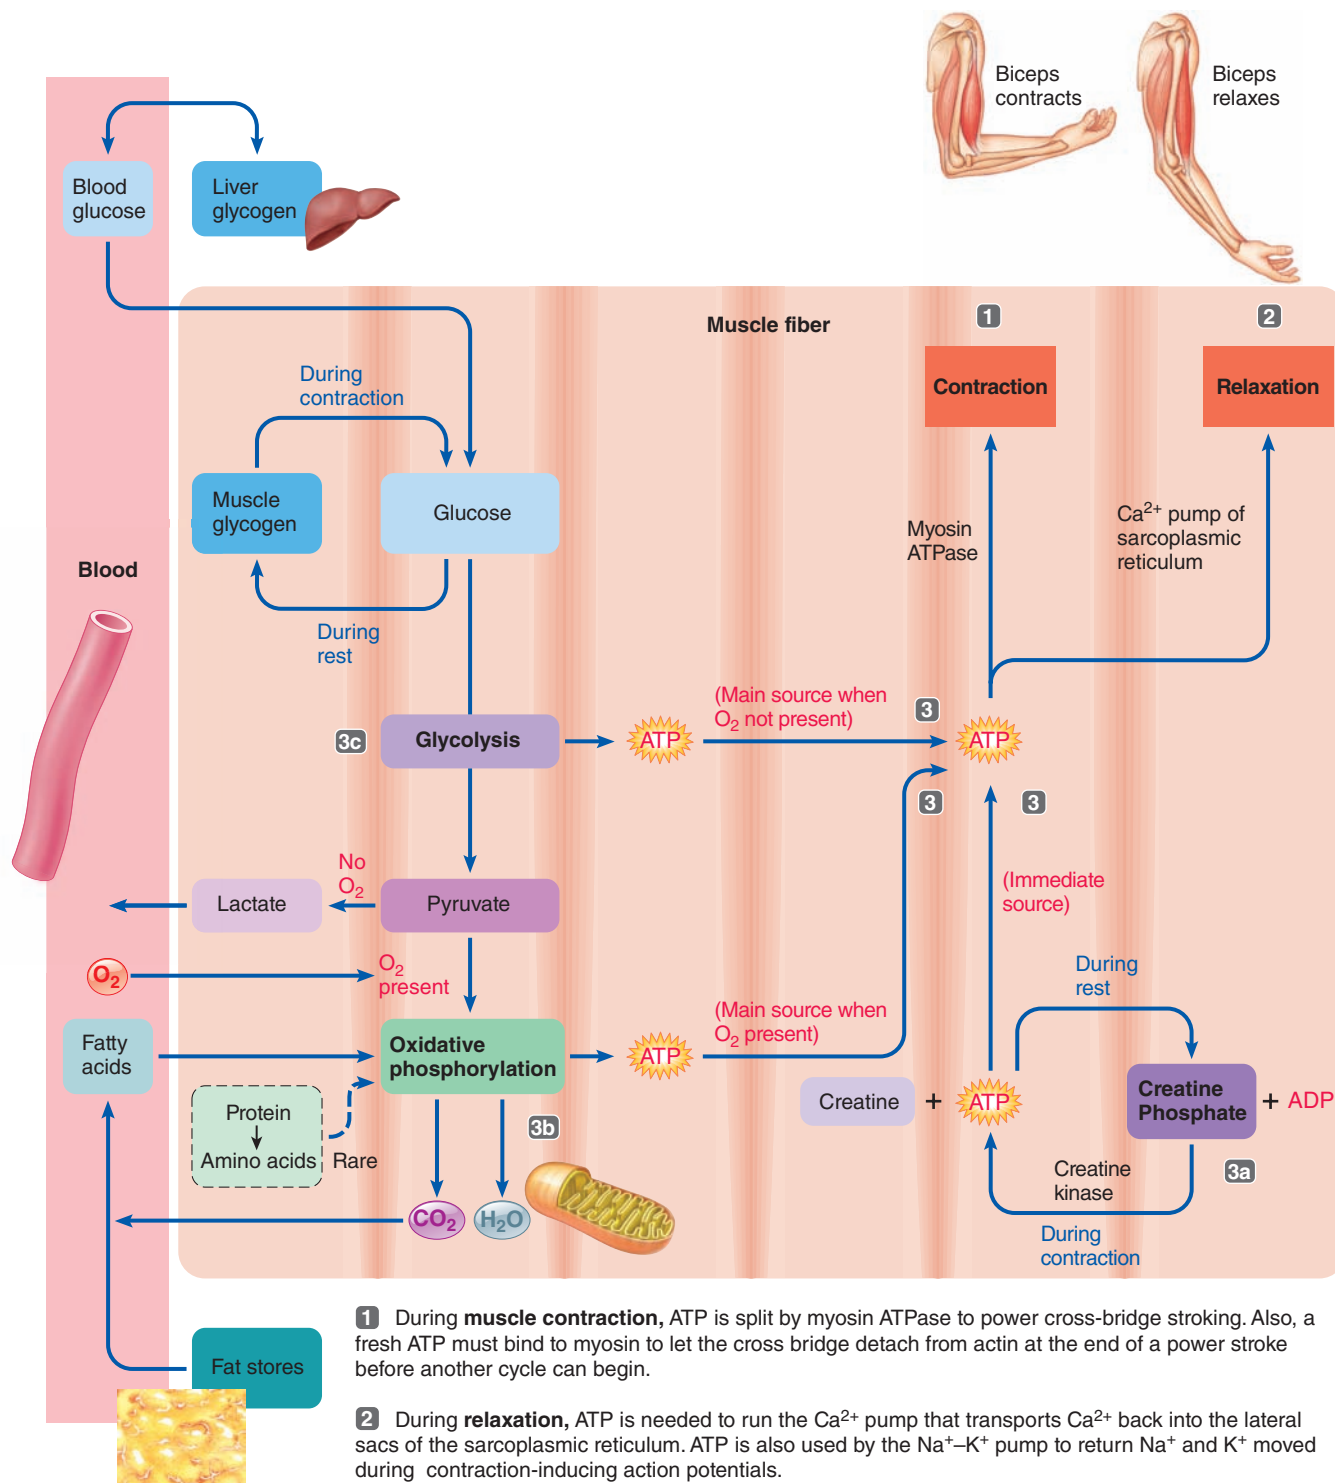 Biceps
contracts
Biceps
relaxes
Blood
glucose
Liver
glycogen
Muscle fiber
1
2
During
contraction
Contraction
Relaxation
Muscle
glycogen
Glucose
Myosin
ATPase
Ca2+ pump of
sarcoplasmic
reticulum
Blood
During
rest
(Main source when
O2 not present)
3
3c
Glycolysis
ATP
ATP
3
3
No
O2
Lactate
Pyruvate
(Immediate
source)
O2
O2
present
During
rest
(Main source when
O2 present)
Fatty
acids
Oxidative
phosphorylation
ATP
Creatine
+
ATP
Creatine
Phosphate
+ ADP
Protein
Amino acids
Rare
3b
Creatine
kinase
3a
CO2
H2O
During
contraction
Fat stores
1 During muscle contraction, ATP is split by myosin ATPase to power cross-bridge stroking. Also, a
fresh ATP must bind to myosin to let the cross bridge detach from actin at the end of a power stroke
before another cycle can begin.
2 During relaxation, ATP is needed to run the Ca2+ pump that transports Ca2+ back into the lateral
sacs of the sarcoplasmic reticulum. ATP is also used by the Na+–K+ pump to return Na+ and K+ moved
during contraction-inducing action potentials.